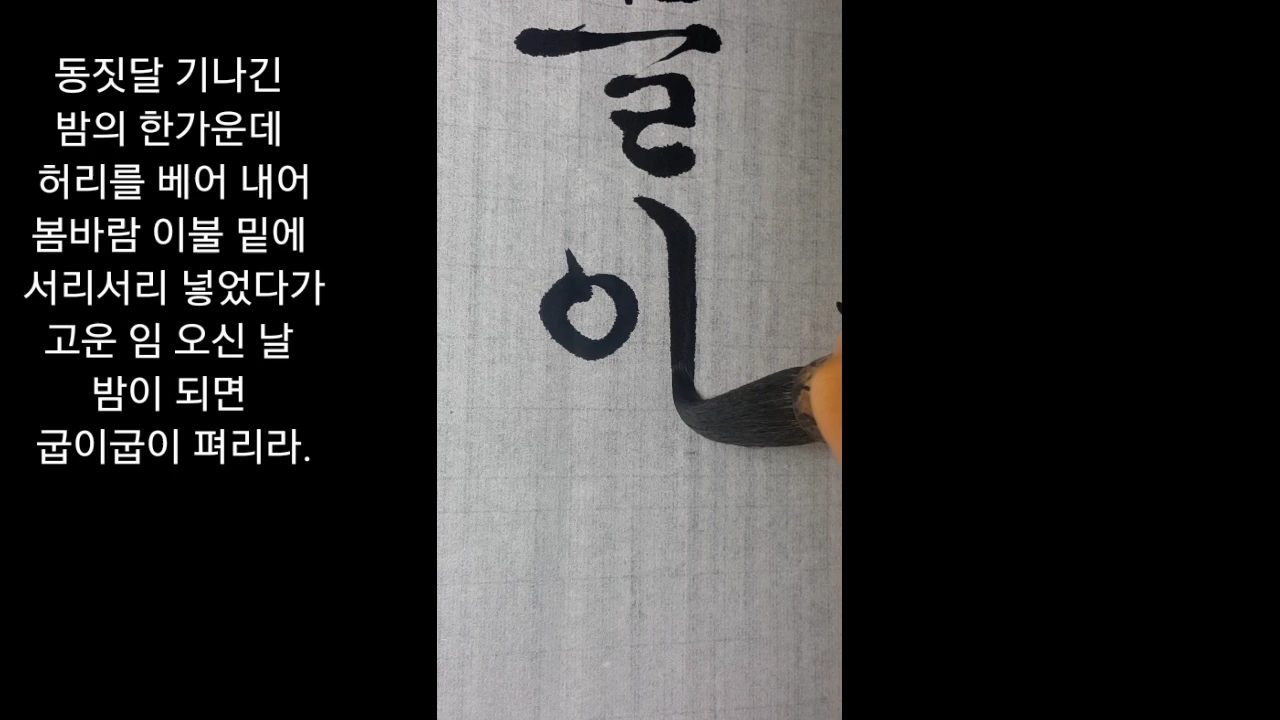 동짓달 기나긴
밤의 한가운데
허리를 베어 내어
봄바람 이불 밑에
서리서리 넣었다가
고운 임 오신 날
밤이 되면
굽이굽이 펴리라.
이